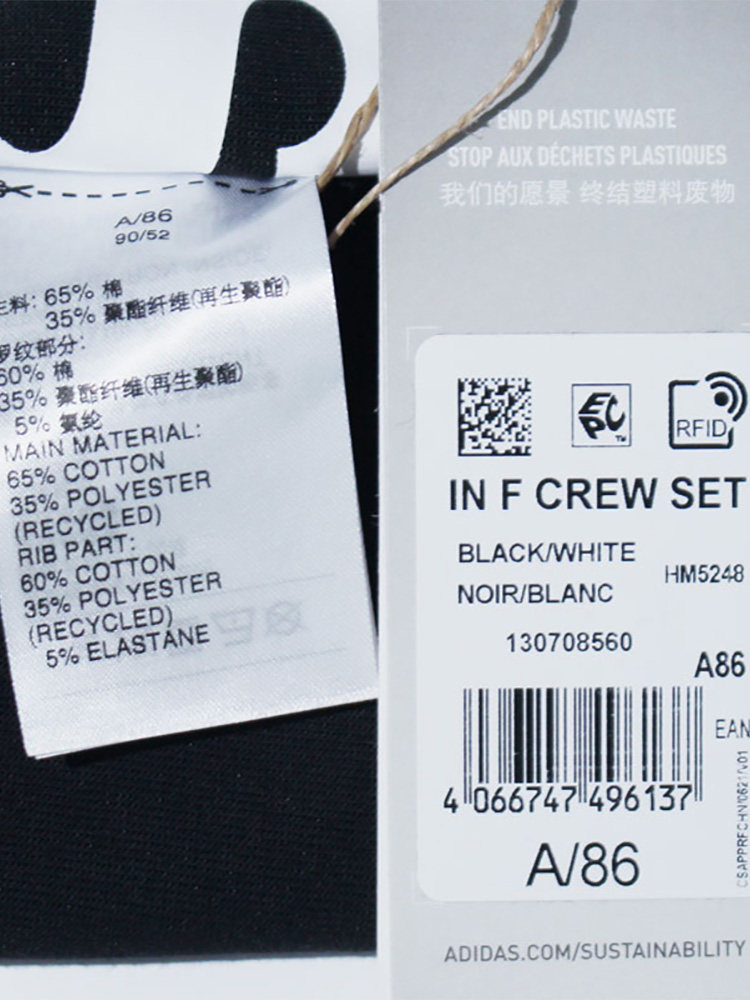 A/86
90/52
主料: 65% 棉
35% 聚酯纤维(再生聚酯)
罗纹部分:
60% 棉
35% 聚酯纤维(再生聚酯)
5% 氨纶
MAIN MATERIAL:
65% COTTON
35% POLYESTER
(RECYCLED)
RIB PART:
60% COTTON
35% POLYESTER
(RECYCLED)
5% ELASTANE
END PLASTIC WASTE
STOP AUX DÉCHETS PLASTIQUES
我们的愿景 终结塑料废物
EPC™
RFID
IN F CREW SET
BLACK/WHITE
NOIR/BLANC
HM5248
130708560
A86
EAN
4 066747 496137
A/86
ADIDAS.COM/SUSTAINABILITY